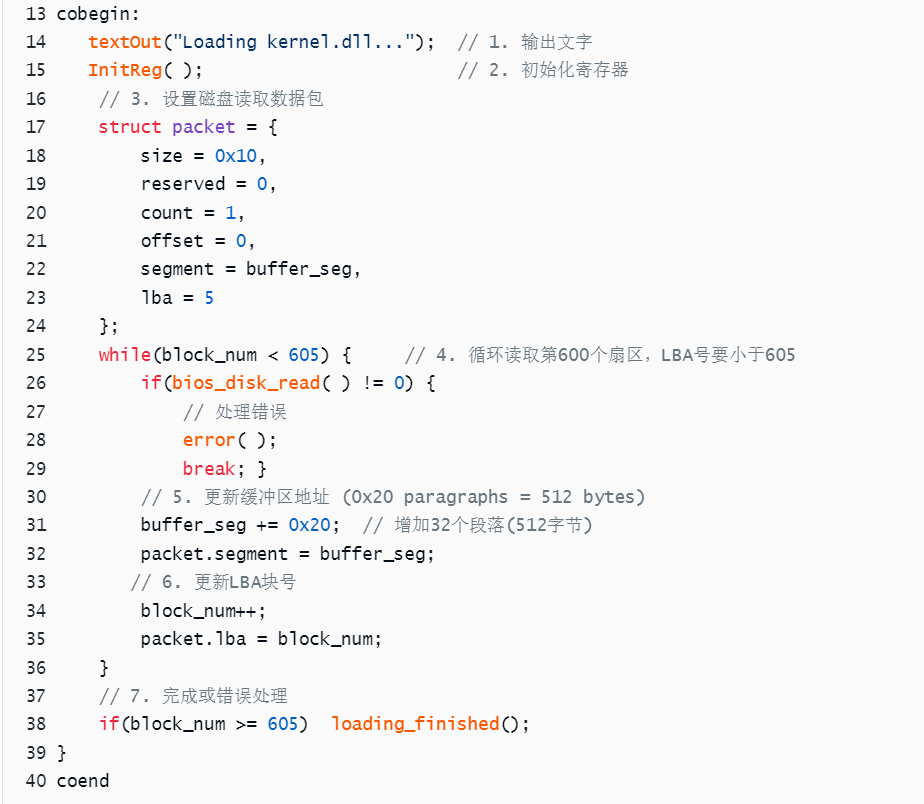 13 cobegin:
14    textOut("Loading kernel.dll...");  // 1. 输出文字
15    InitReg( );                        // 2. 初始化寄存器
16     // 3. 设置磁盘读取数据包
17     struct packet = {
18         size = 0x10,
19         reserved = 0,
20         count = 1,
21         offset = 0,
22         segment = buffer_seg,
23         lba = 5
24     };
25     while(block_num < 605) {     // 4. 循环读取第600个扇区，LBA号要小于605
26         if(bios_disk_read( ) != 0) {
27             // 处理错误
28             error( );
29             break; }
30         // 5. 更新缓冲区地址 (0x20 paragraphs = 512 bytes)
31         buffer_seg += 0x20;  // 增加32个段落(512字节)
32         packet.segment = buffer_seg;
33        // 6. 更新LBA块号
34         block_num++;
35         packet.lba = block_num;
36     }
37     // 7. 完成或错误处理
38     if(block_num >= 605)  loading_finished();
39 }
40 coend